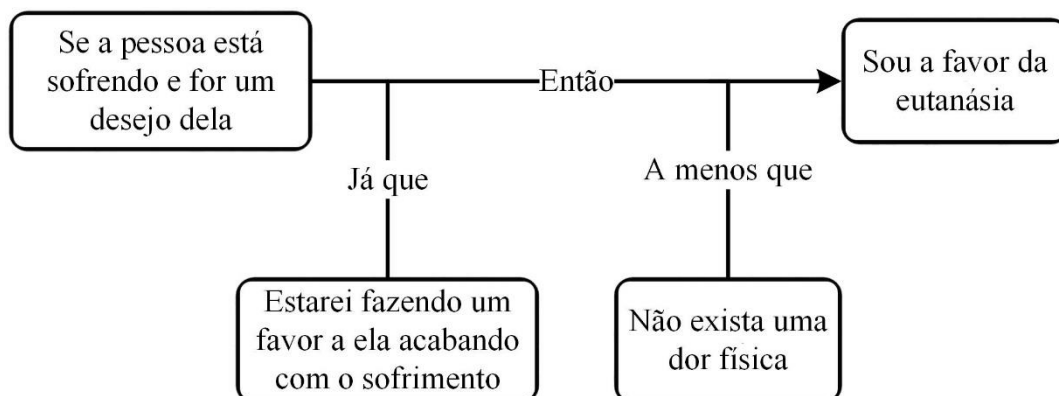 Se a pessoa está
sofrendo e for um
desejo dela
Então
Sou a favor da
eutanásia
Já que
A menos que
Estarei fazendo um
favor a ela acabando
com o sofrimento
Não exista uma
dor física